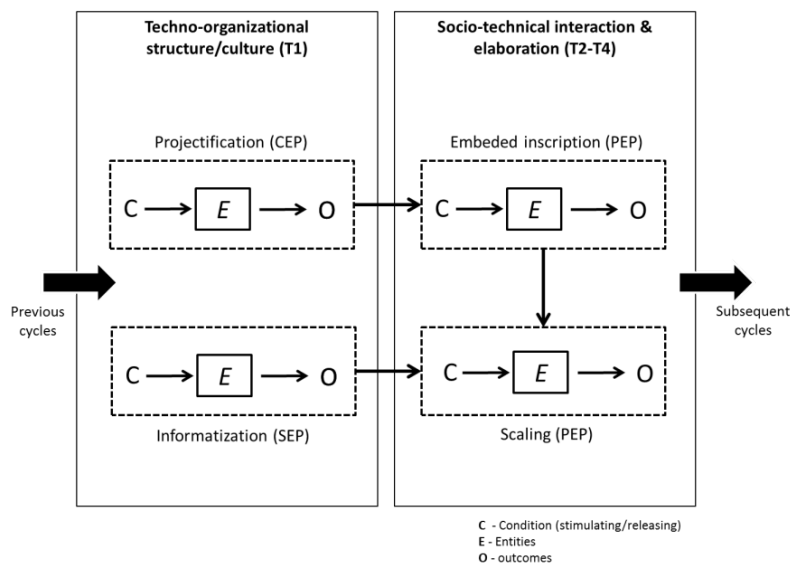 Techno-organizational
structure/culture (T1)
Socio-technical interaction &
elaboration (T2-T4)
Projectification (CEP)
Embeded inscription (PEP)
C E O
C E O
Previous
cycles
Subsequent
cycles
C E O
C E O
Informatization (SEP)
Scaling (PEP)
C - Condition (stimulating/releasing)
E - Entities
O - outcomes